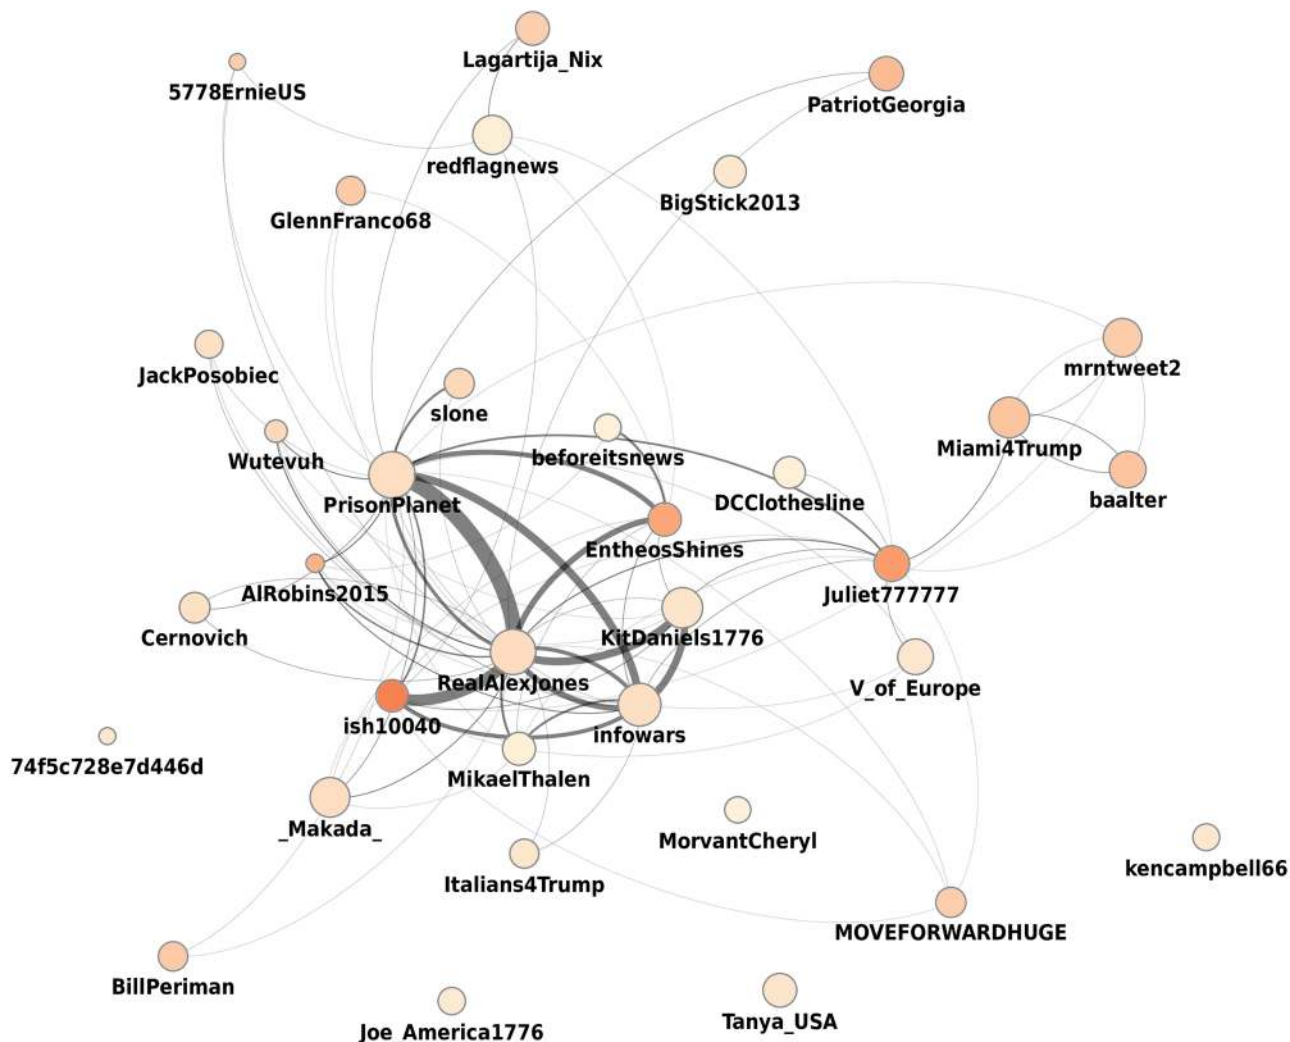 Lagartija_Nix
5778ErnieUS
PatriotGeorgia
redflagnews
BigStick2013
GlennFranco68
mrntweet2
JackPosobiec
slone
Miami4Trump
beforeitsnews
Wutevuh
baalter
DCClothesline
PrisonPlanet
EntheosShines
AlRobins2015
Juliet777777
Cernovich
KitDaniels1776
RealAlexJones
V_of_Europe
ish10040
infowars
74f5c728e7d446d
MikaelThalen
_Makada_
MorvantCheryl
kencampbell66
Italians4Trump
MOVEFORWARDHUGE
BillPeriman
Tanya_USA
Joe_America1776